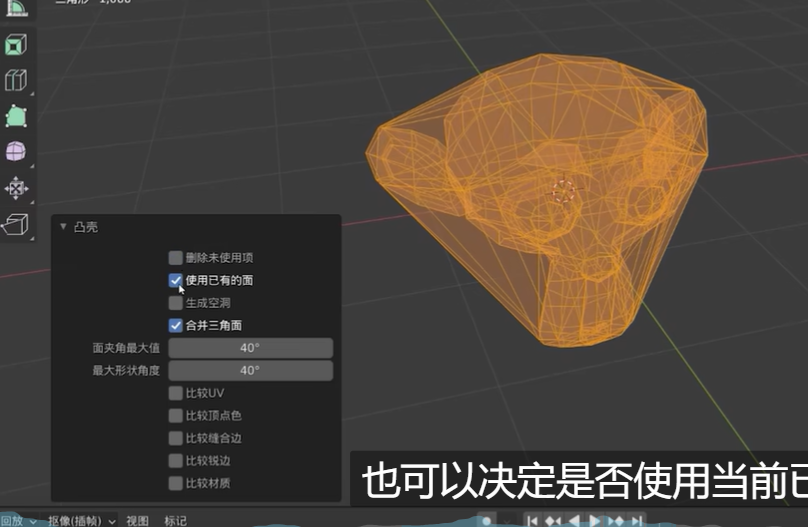 三角形 1,000
凸壳
删除未使用项
使用已有的面
生成空洞
合并三角面
面夹角最大值 40°
最大形状角度 40°
比较UV
比较顶点色
比较缝合边
比较锐边
比较材质
也可以决定是否使用当前已
回放 抠像(插帧) 视图 标记